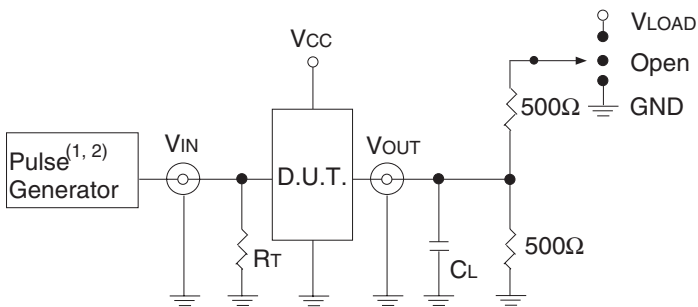 VLOAD
VCC
Open
500Ω
GND
Pulse(1, 2)
Generator
VIN
D.U.T.
VOUT
RT
CL
500Ω